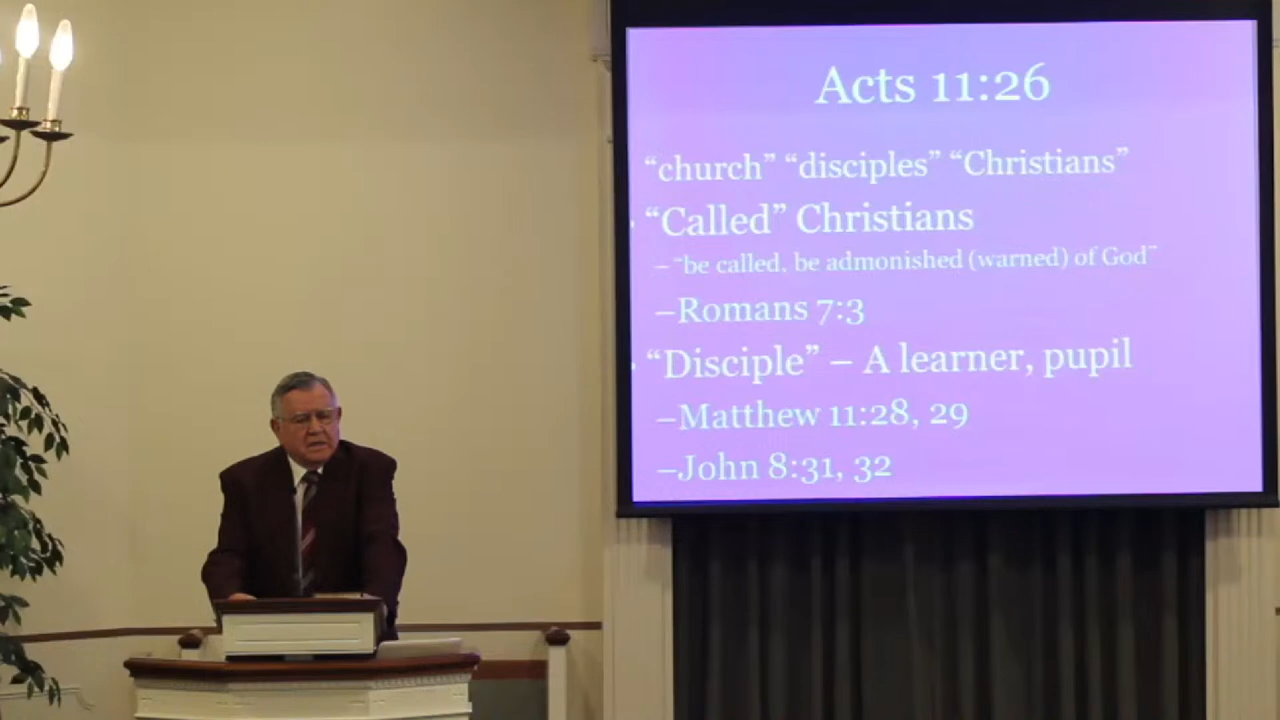 Acts 11:26
“church” “disciples” “Christians”
“Called” Christians
– “be called, be admonished (warned) of God”
–Romans 7:3
“Disciple” – A learner, pupil
–Matthew 11:28, 29
–John 8:31, 32